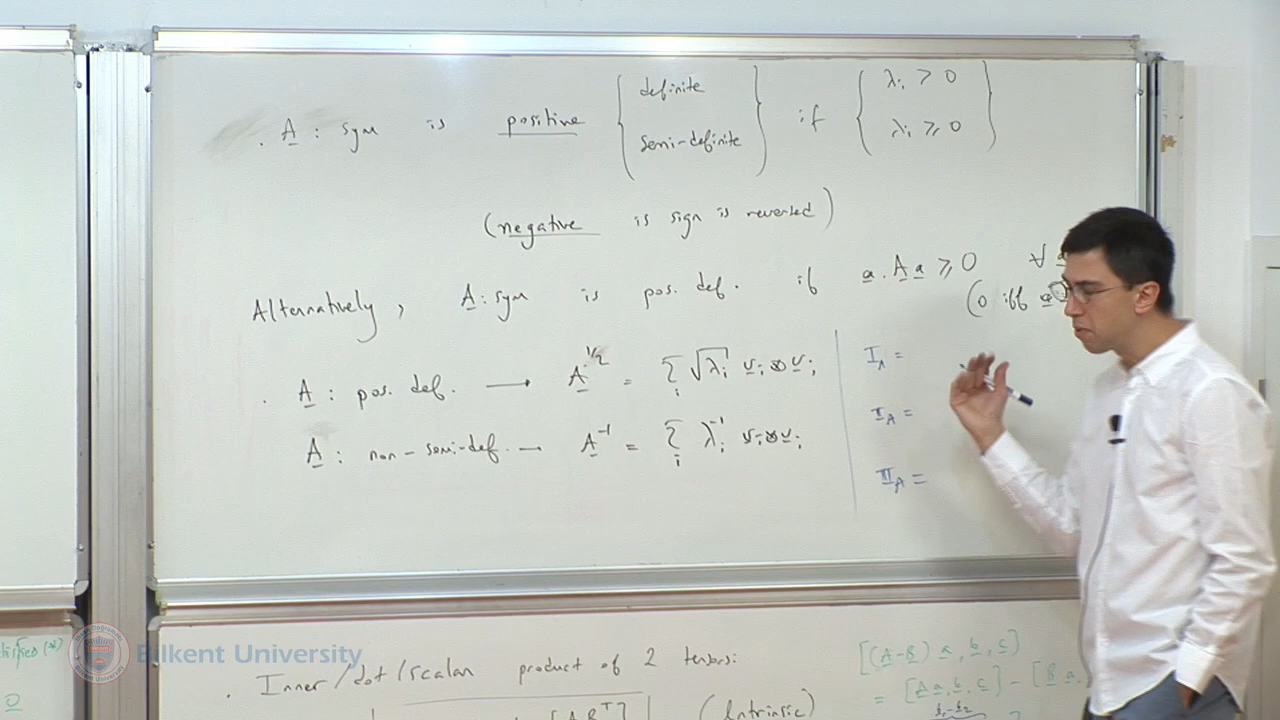 . A : sym is positive { definite semi-definite } if { λi > 0 λi ≥ 0 }
(negative is sign is reversed)
Alternatively, A : sym is pos. def. if a . A a ≥ 0 ∀ a
(0 iff a
. A : pos. def. → A^1/2 = Σi √λi vi ⊗ vi
A : non-semi-def. → A^-1 = Σi λi^-1 vi ⊗ vi
I_A =
II_A =
III_A =
. Inner/dot/scalar product of 2 tensors:
[A B^T]
(Intrinsic)
[(A-B) a, b, c]
= [A a, b, c] - [B a,
Bilkent University